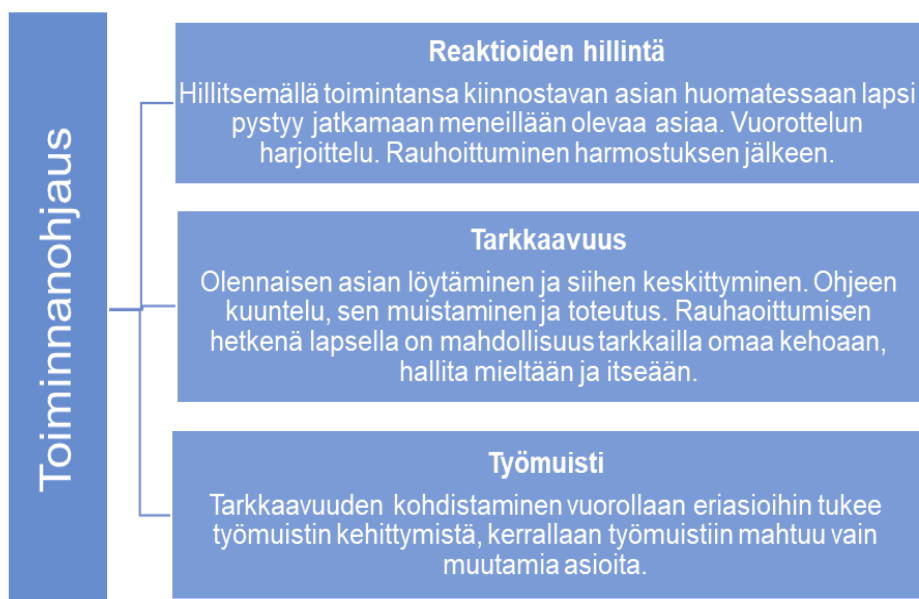 Toiminnanohjaus
Reaktioiden hillintä
Hillitsemällä toimintansa kiinnostavan asian huomatessaan lapsi
pystyy jatkamaan meneillään olevaa asiaa. Vuorottelun
harjoittelu. Rauhoittuminen harmostuksen jälkeen.
Tarkkaavuus
Olennaisen asian löytäminen ja siihen keskittyminen. Ohjeen
kuuntelu, sen muistaminen ja toteutus. Rauhaoittumisen
hetkenä lapsella on mahdollisuus tarkkailla omaa kehoaan,
hallita mieltään ja itseään.
Työmuisti
Tarkkaavuuden kohdistaminen vuorollaan eriasioihin tukee
työmuistin kehittymistä, kerrallaan työmuistiin mahtuu vain
muutamia asioita.